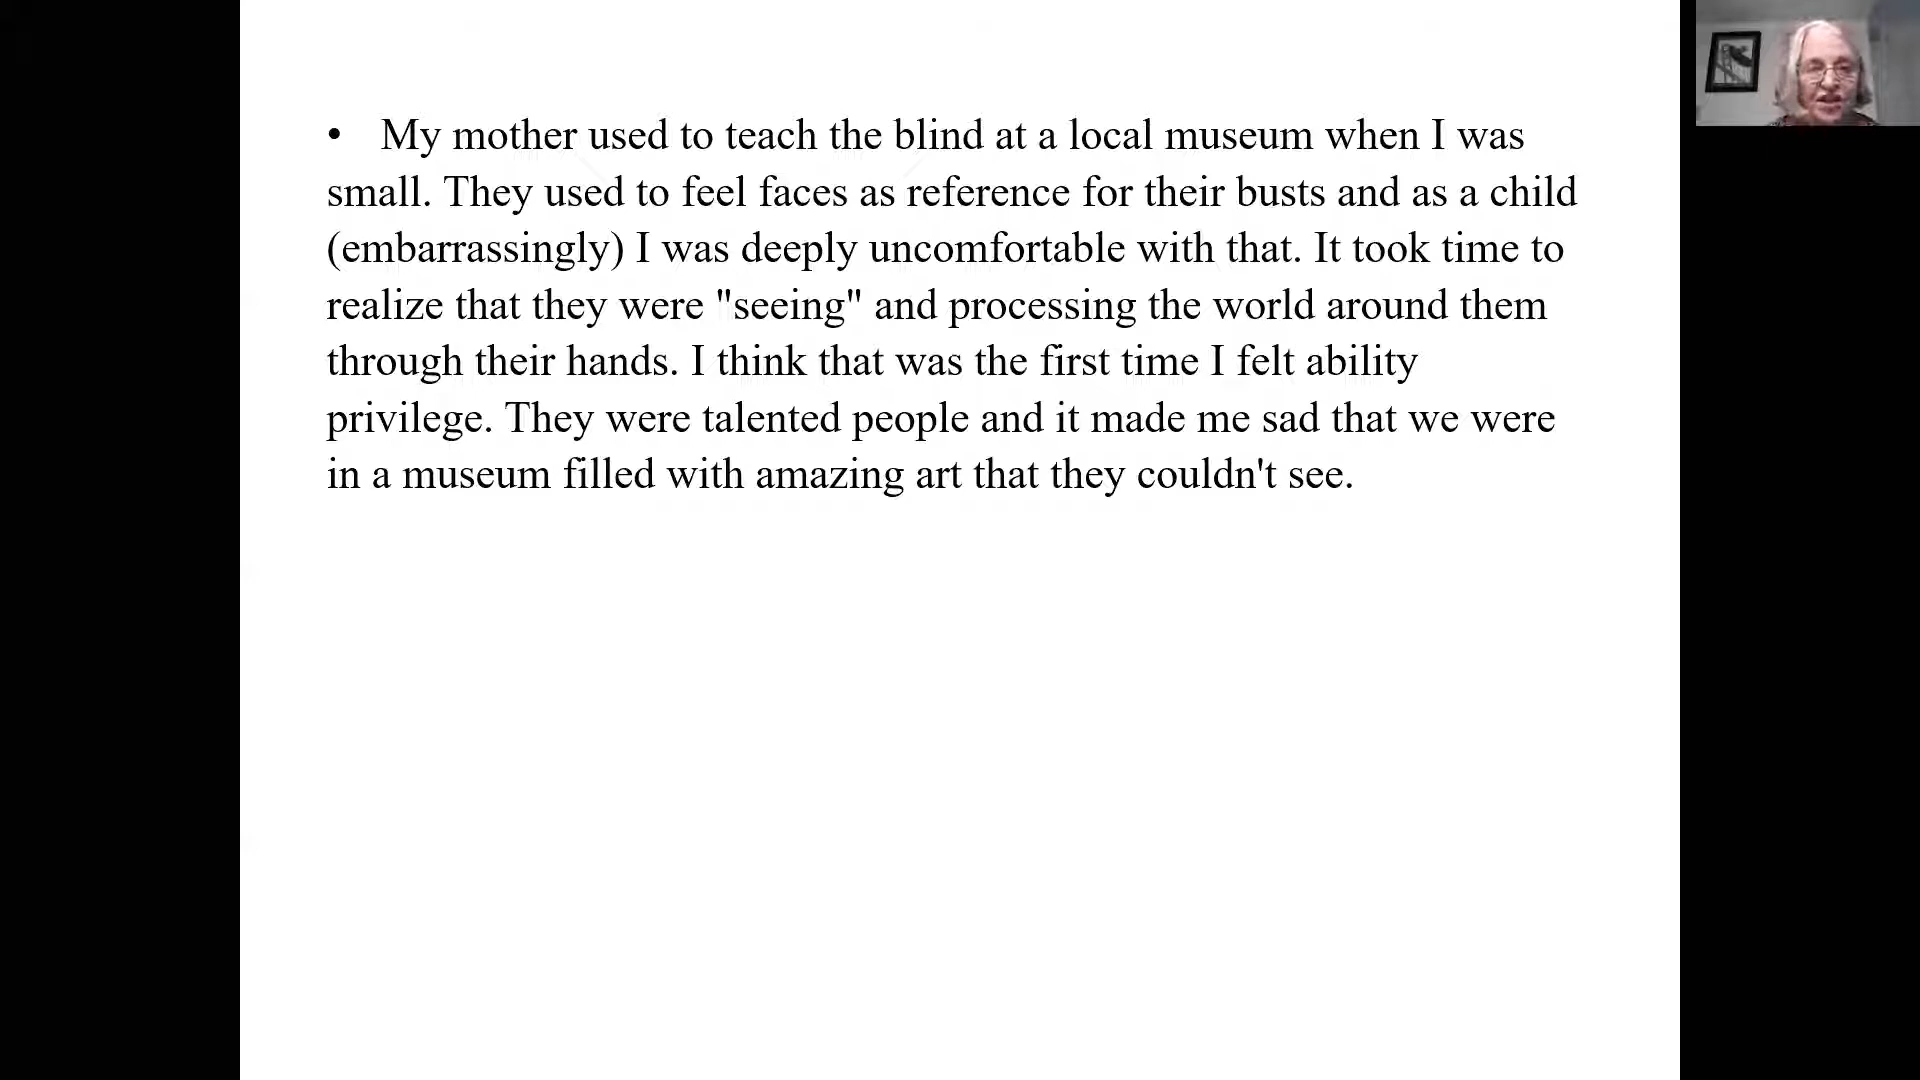 • My mother used to teach the blind at a local museum when I was
small. They used to feel faces as reference for their busts and as a child
(embarrassingly) I was deeply uncomfortable with that. It took time to
realize that they were "seeing" and processing the world around them
through their hands. I think that was the first time I felt ability
privilege. They were talented people and it made me sad that we were
in a museum filled with amazing art that they couldn't see.